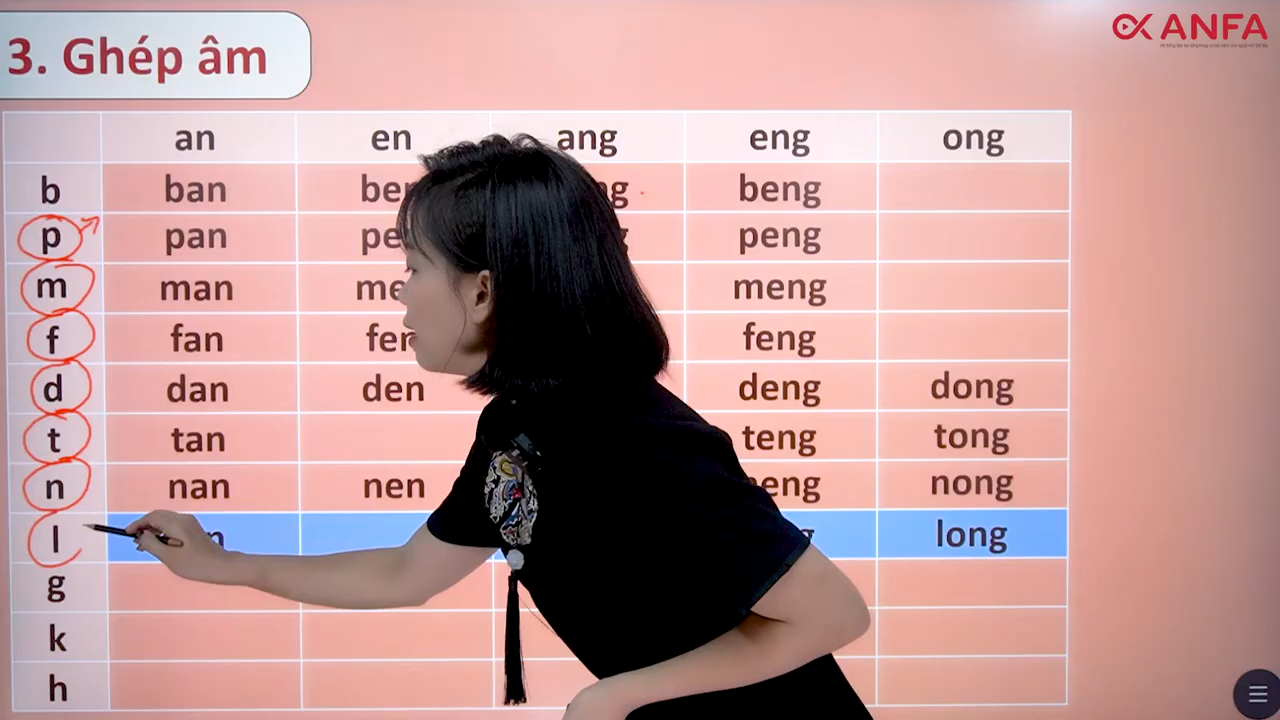 ANFA
3. Ghép âm
an en ang eng ong
b ban beng
p pan peng
m man meng
f fan feng
d dan den deng dong
t tan teng tong
n nan nen nong
l long
g
k
h